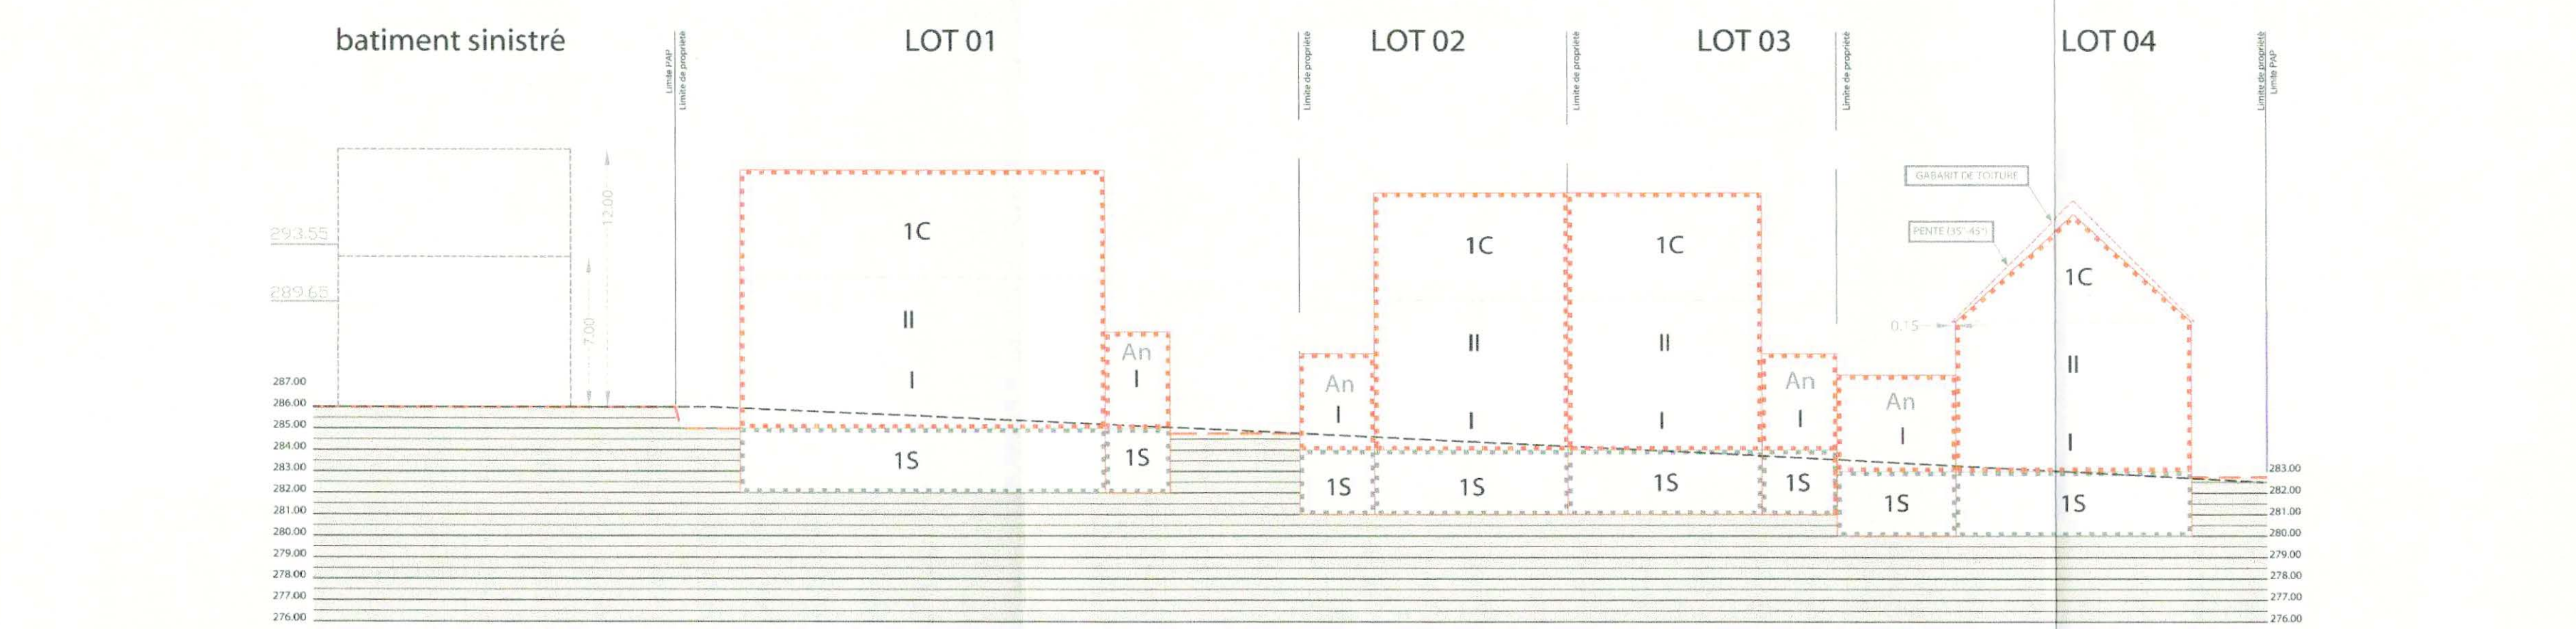 batiment sinistré
LOT 01
LOT 02
LOT 03
LOT 04
Limite PAP
Limite de propriété
Limite de propriété
Limite de propriété
Limite de propriété
Limite de propriété
Limite PAP
12.00
7.00
293.55
289.65
GABARIT DE TOITURE
PENTE (35°-45°)
0.15
1C
II
I
An
I
1S
1S
An
I
1S
1C
II
I
1S
1C
II
I
1S
An
I
1S
An
I
1S
1C
II
I
1S
287.00
286.00
285.00
284.00
283.00
282.00
281.00
280.00
279.00
278.00
277.00
276.00
283.00
282.00
281.00
280.00
279.00
278.00
277.00
276.00